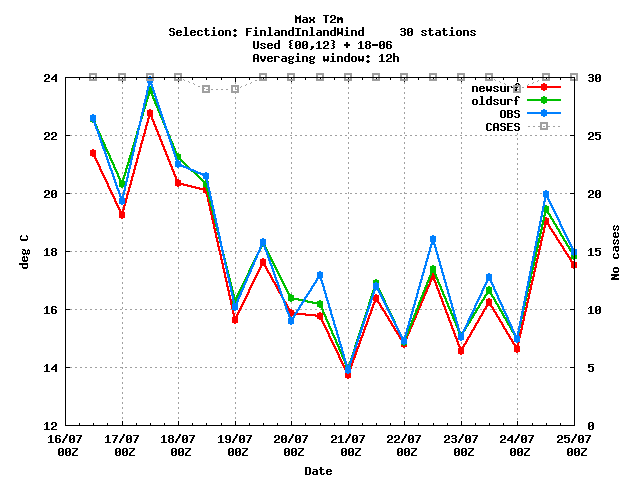 Max T2m
Selection: FinlandInlandWind     30 stations
Used {00,12} + 18-06
Averaging window: 12h
newsurf
oldsurf
OBS
CASES
24
22
20
18
16
14
12
deg C
30
25
20
15
10
5
0
No cases
16/07 17/07 18/07 19/07 20/07 21/07 22/07 23/07 24/07 25/07
00Z 00Z 00Z 00Z 00Z 00Z 00Z 00Z 00Z 00Z
Date